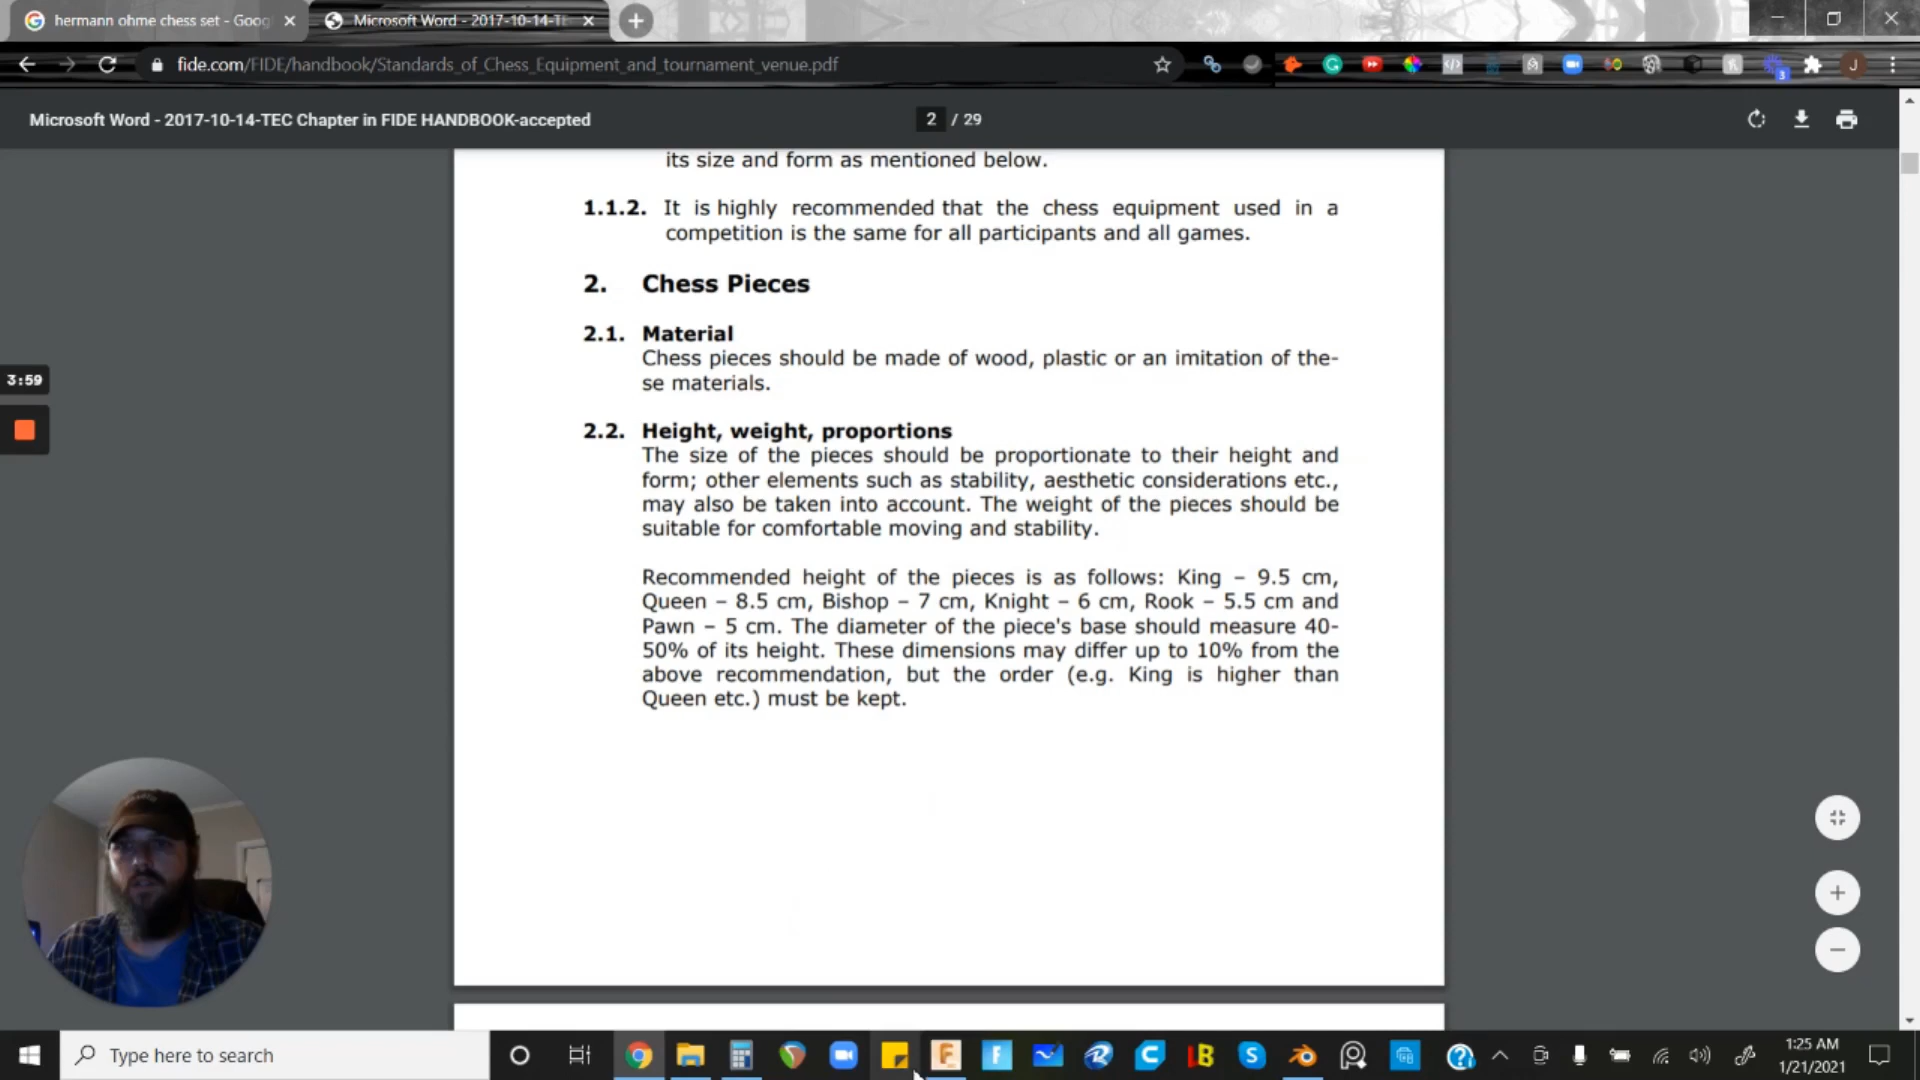 hermann ohme chess set - Goog
Microsoft Word - 2017-10-14-TE
fide.com/FIDE/handbook/Standards_of_Chess_Equipment_and_tournament_venue.pdf
Microsoft Word - 2017-10-14-TEC Chapter in FIDE HANDBOOK-accepted
2 / 29
its size and form as mentioned below.
1.1.2. It is highly recommended that the chess equipment used in a
competition is the same for all participants and all games.
2. Chess Pieces
2.1. Material
Chess pieces should be made of wood, plastic or an imitation of the-
se materials.
3:59
2.2. Height, weight, proportions
The size of the pieces should be proportionate to their height and
form; other elements such as stability, aesthetic considerations etc.,
may also be taken into account. The weight of the pieces should be
suitable for comfortable moving and stability.
Recommended height of the pieces is as follows: King – 9.5 cm,
Queen – 8.5 cm, Bishop – 7 cm, Knight – 6 cm, Rook – 5.5 cm and
Pawn – 5 cm. The diameter of the piece's base should measure 40-
50% of its height. These dimensions may differ up to 10% from the
above recommendation, but the order (e.g. King is higher than
Queen etc.) must be kept.
Type here to search
1:25 AM
1/21/2021